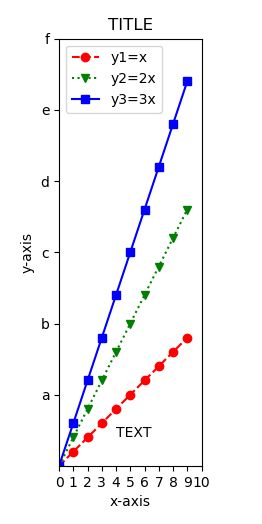 TITLE
f
y1=x
y2=2x
y3=3x
e
d
c
b
a
y-axis
TEXT
0 1 2 3 4 5 6 7 8 9 10
x-axis